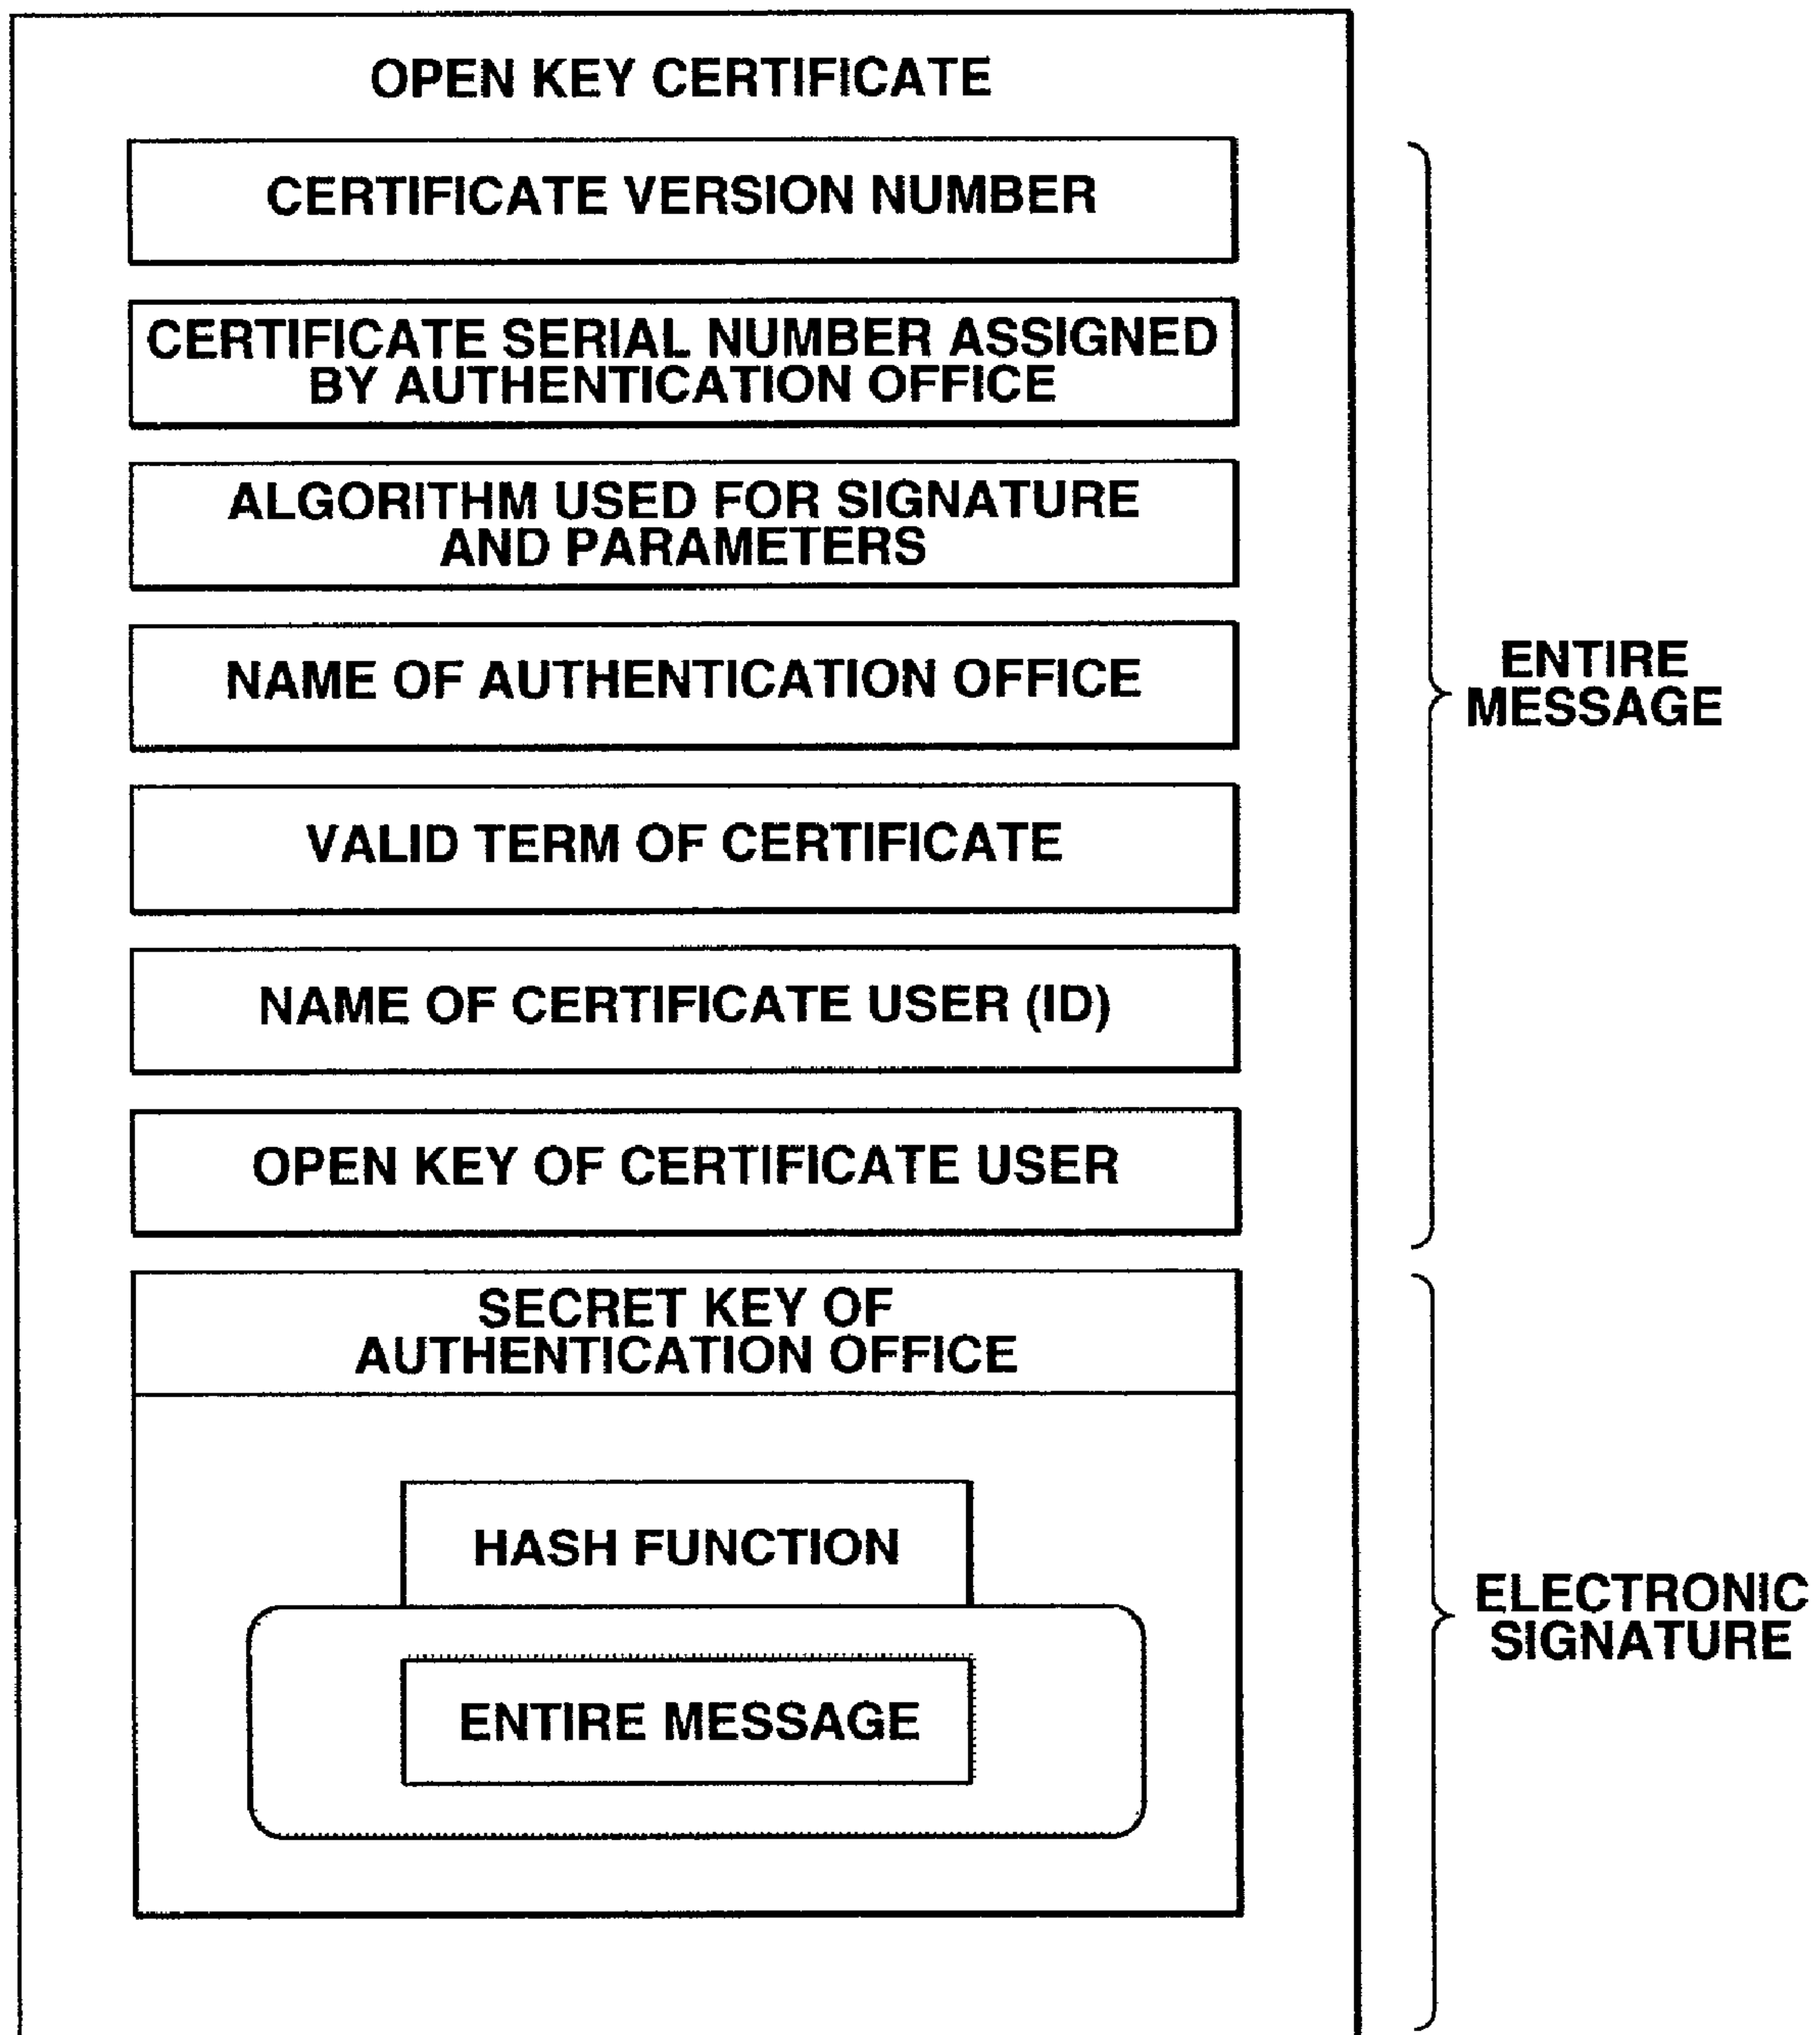 OPEN KEY CERTIFICATE
CERTIFICATE VERSION NUMBER
CERTIFICATE SERIAL NUMBER ASSIGNED
BY AUTHENTICATION OFFICE
ALGORITHM USED FOR SIGNATURE
AND PARAMETERS
NAME OF AUTHENTICATION OFFICE
VALID TERM OF CERTIFICATE
NAME OF CERTIFICATE USER (ID)
OPEN KEY OF CERTIFICATE USER
ENTIRE
MESSAGE
SECRET KEY OF
AUTHENTICATION OFFICE
HASH FUNCTION
ENTIRE MESSAGE
ELECTRONIC
SIGNATURE